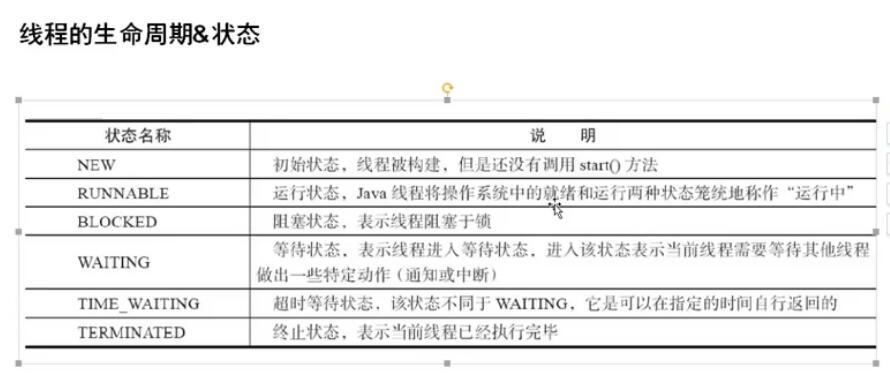 线程的生命周期&状态
状态名称 说 明
NEW 初始状态，线程被构建，但是还没有调用 start() 方法
RUNNABLE 运行状态，Java 线程将操作系统中的就绪和运行两种状态笼统地称作“运行中”
BLOCKED 阻塞状态，表示线程阻塞于锁
WAITING 等待状态，表示线程进入等待状态，进入该状态表示当前线程需要等待其他线程
做出一些特定动作（通知或中断）
TIME_WAITING 超时等待状态，该状态不同于 WAITING，它是可以在指定的时间自行返回的
TERMINATED 终止状态，表示当前线程已经执行完毕